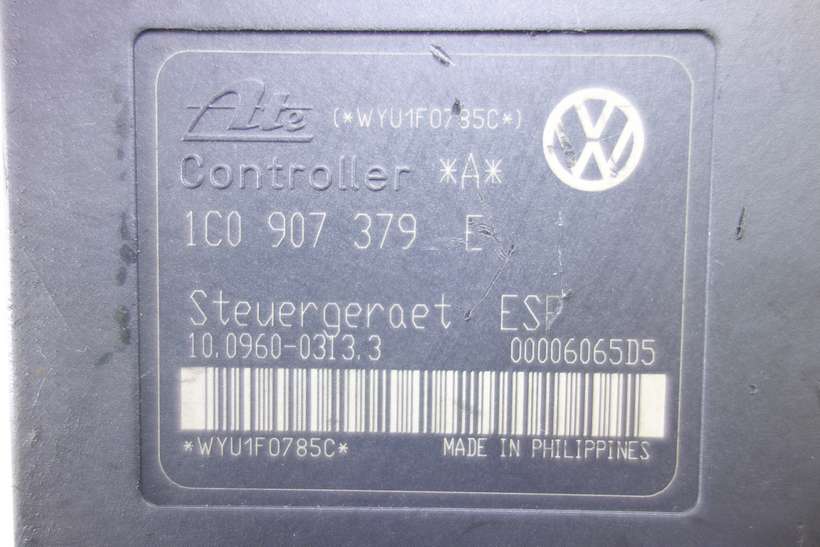 Ate (*WYU1F0785C*)
Controller *A*
1C0 907 379 E
Steuergeraet ESP
10.0960-0313.3 00006065D5
*WYU1F0785C* MADE IN PHILIPPINES